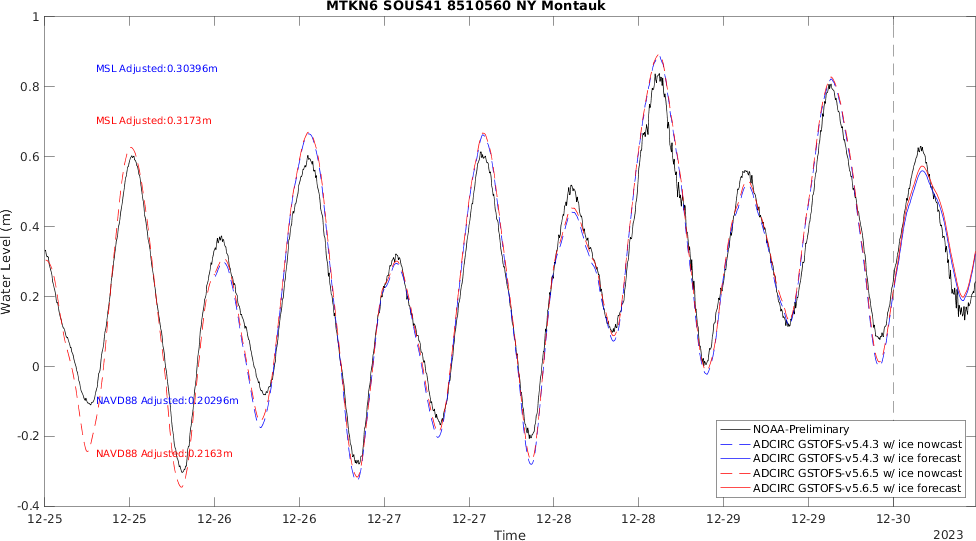 MTKN6 SOUS41 8510560 NY Montauk
1
0.8
0.6
0.4
0.2
0
-0.2
-0.4
Water Level (m)
MSL Adjusted:0.30396m
MSL Adjusted:0.3173m
NAVD88 Adjusted:0.20296m
NAVD88 Adjusted:0.2163m
NOAA-Preliminary
ADCIRC GSTOFS-v5.4.3 w/ ice nowcast
ADCIRC GSTOFS-v5.4.3 w/ ice forecast
ADCIRC GSTOFS-v5.6.5 w/ ice nowcast
ADCIRC GSTOFS-v5.6.5 w/ ice forecast
12-25 12-25 12-26 12-26 12-27 12-27 12-28 12-28 12-29 12-29 12-30
Time
2023